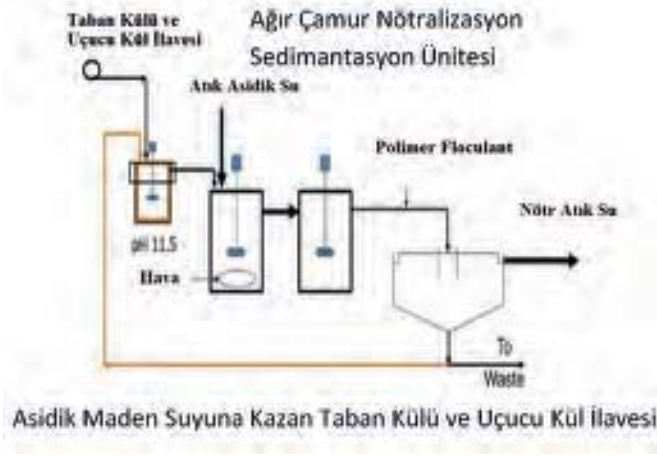 Taban Külü ve
Uçucu Kül İlavesi
Ağır Çamur Nötralizasyon
Sedimantasyon Ünitesi
Atık Asidik Su
Polimer Floculant
Nötr Atık Su
pH 11.5
Hava
To
Waste
Asidik Maden Suyuna Kazan Taban Külü ve Uçucu Kül İlavesi